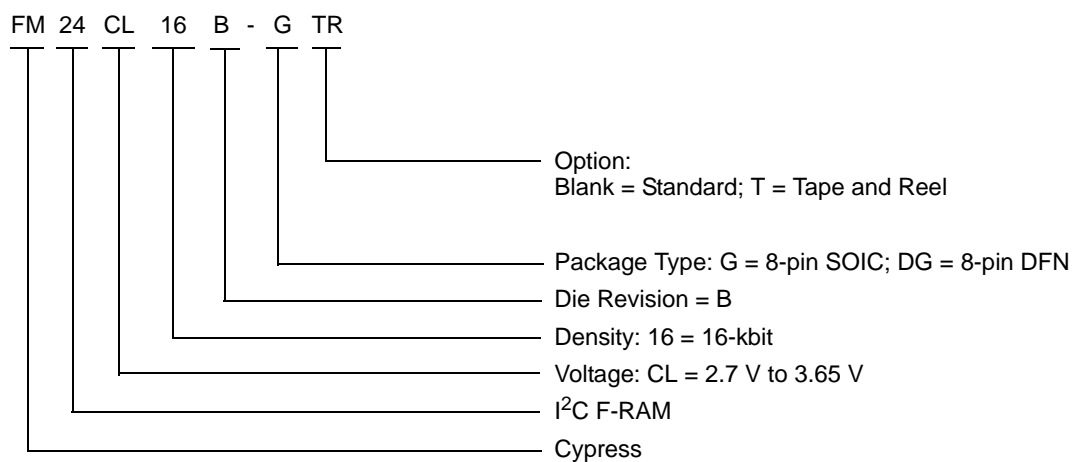 FM 24 CL 16 B - G TR
Option:
Blank = Standard; T = Tape and Reel
Package Type: G = 8-pin SOIC; DG = 8-pin DFN
Die Revision = B
Density: 16 = 16-kbit
Voltage: CL = 2.7 V to 3.65 V
I²C F-RAM
Cypress